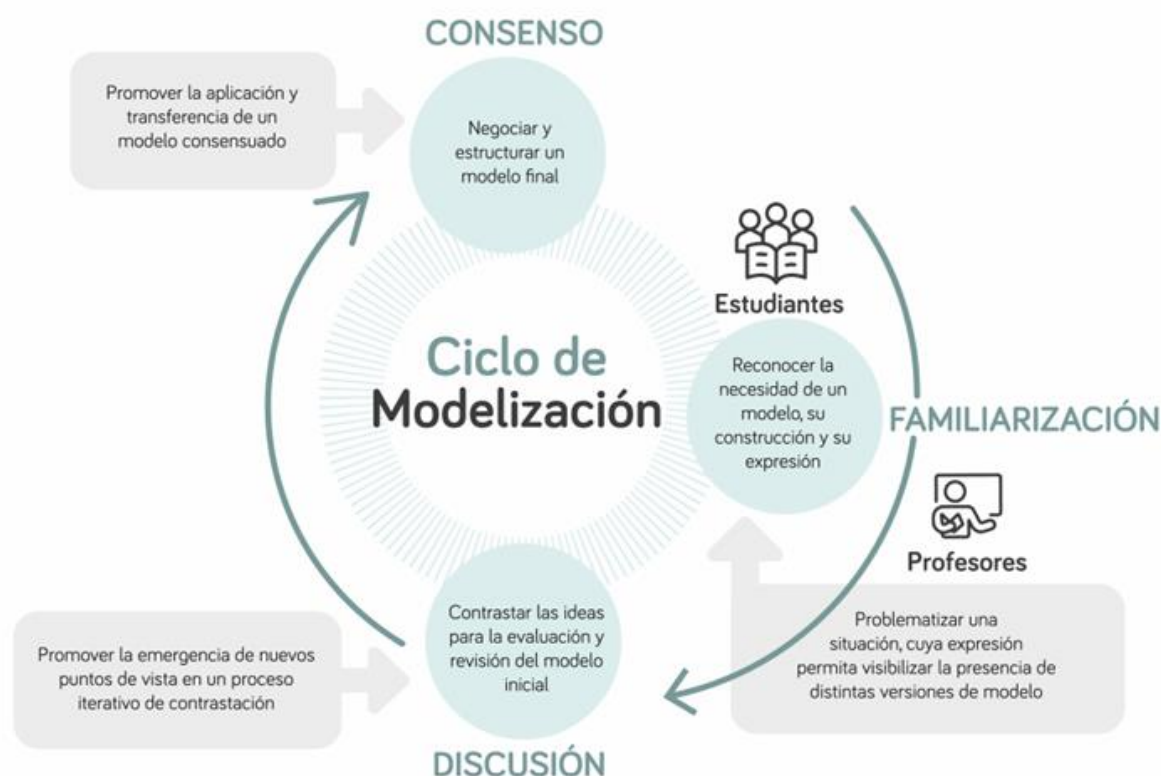 CONSENSO
Promover la aplicación y
transferencia de un
modelo consensuado
Negociar y
estructurar un
modelo final
Estudiantes
Ciclo de
Modelización
Reconocer la
necesidad de un
modelo, su
construcción y su
expresión
FAMILIARIZACIÓN
Profesores
Problematizar una
situación, cuya expresión
permita visibilizar la presencia de
distintas versiones de modelo
Contrastar las ideas
para la evaluación y
revisión del modelo
inicial
Promover la emergencia de nuevos
puntos de vista en un proceso
iterativo de contrastación
DISCUSIÓN